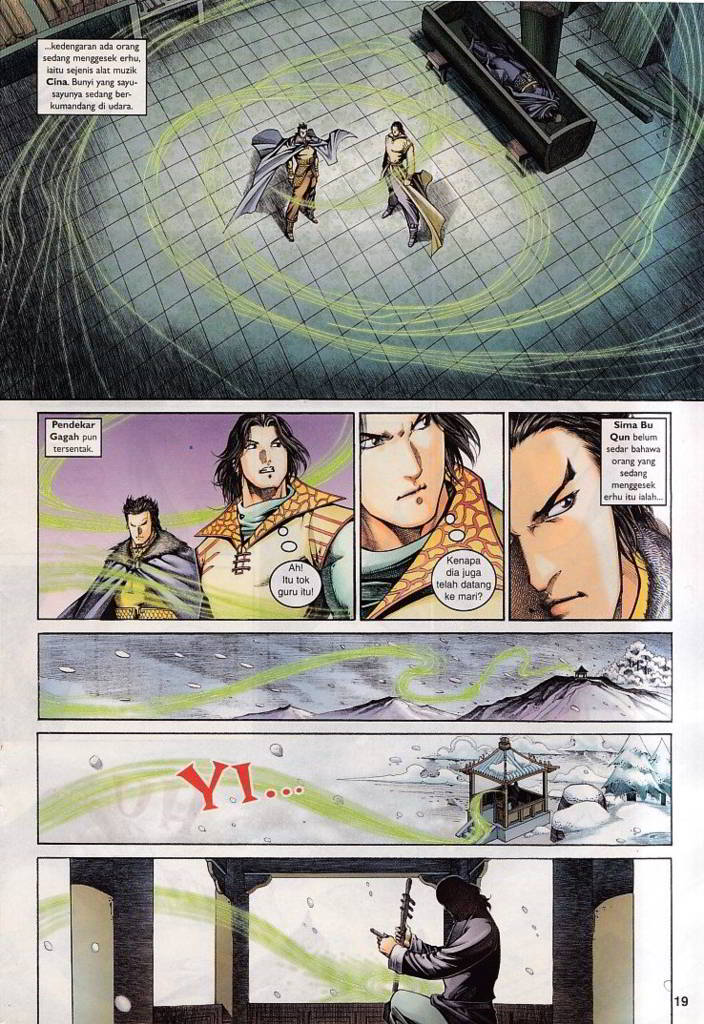 ...kedengaran ada orang
sedang menggesek erhu,
iaitu sejenis alat muzik
Cina. Bunyi yang sayu-
sayunya sedang ber-
kumandang di udara.
Pendekar
Gagah pun
tersentak.
Ah!
Itu tok
guru itu!
Kenapa
dia juga
telah datang
ke mari?
Sima Bu
Qun belum
sedar bahawa
orang yang
sedang
menggesek
erhu itu ialah...
YI...
19